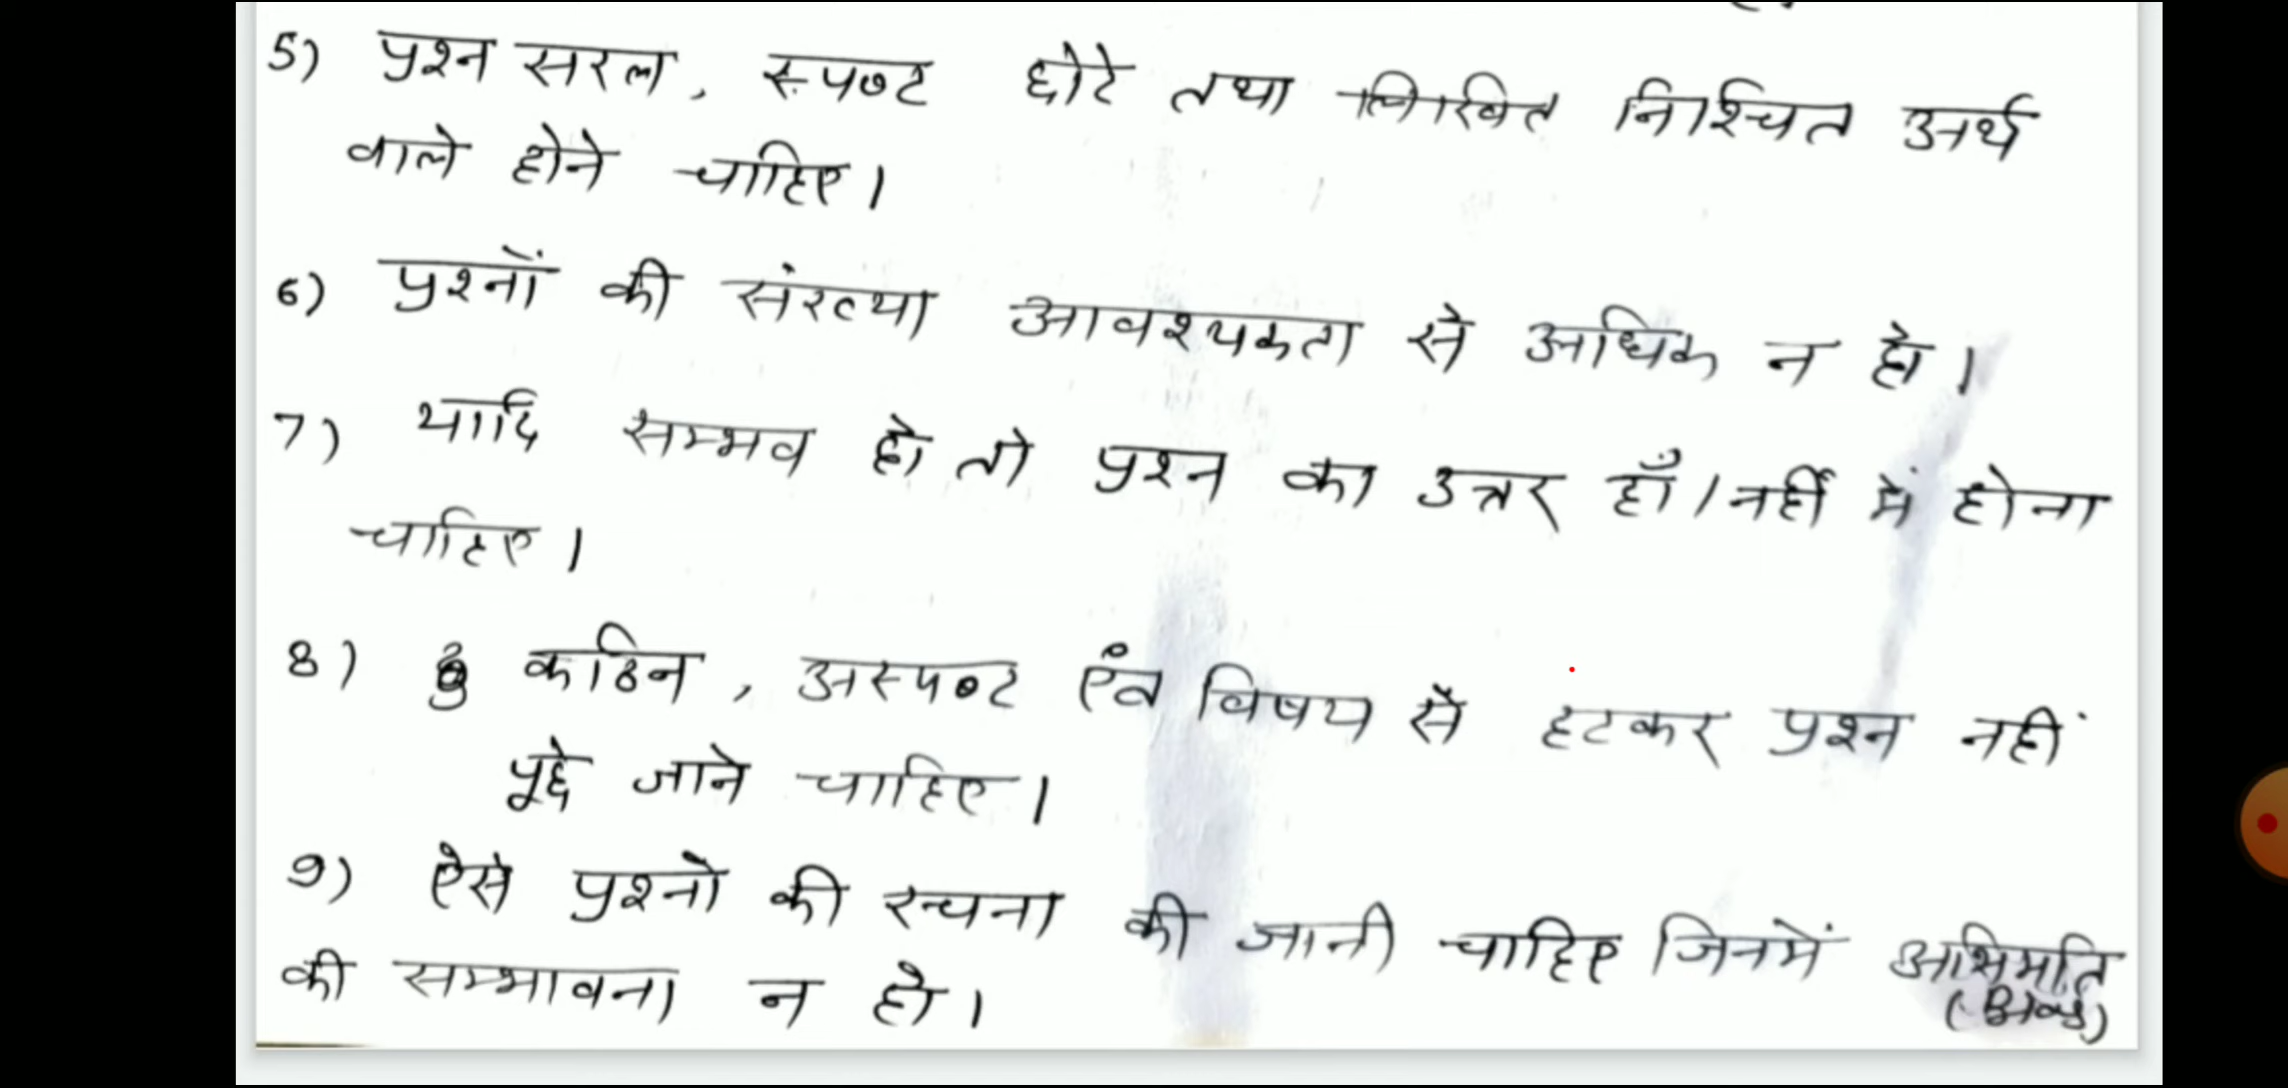 5) प्रश्न सरल, स्पष्ट छोटे तथा लिखित निश्चित अर्थ
वाले होने चाहिए।
6) प्रश्नों की संख्या आवश्यकता से अधिक न हो।
7) यदि सम्भव हो तो प्रश्न का उत्तर हाँ/नहीं में होना
चाहिए।
8) कठिन, अस्पष्ट एंव विषय से हटकर प्रश्न नहीं
पूछे जाने चाहिए।
9) ऐसे प्रश्नो की रचना की जानी चाहिए जिनमें अभिमति
(Bias)
की सम्भावना न हो।